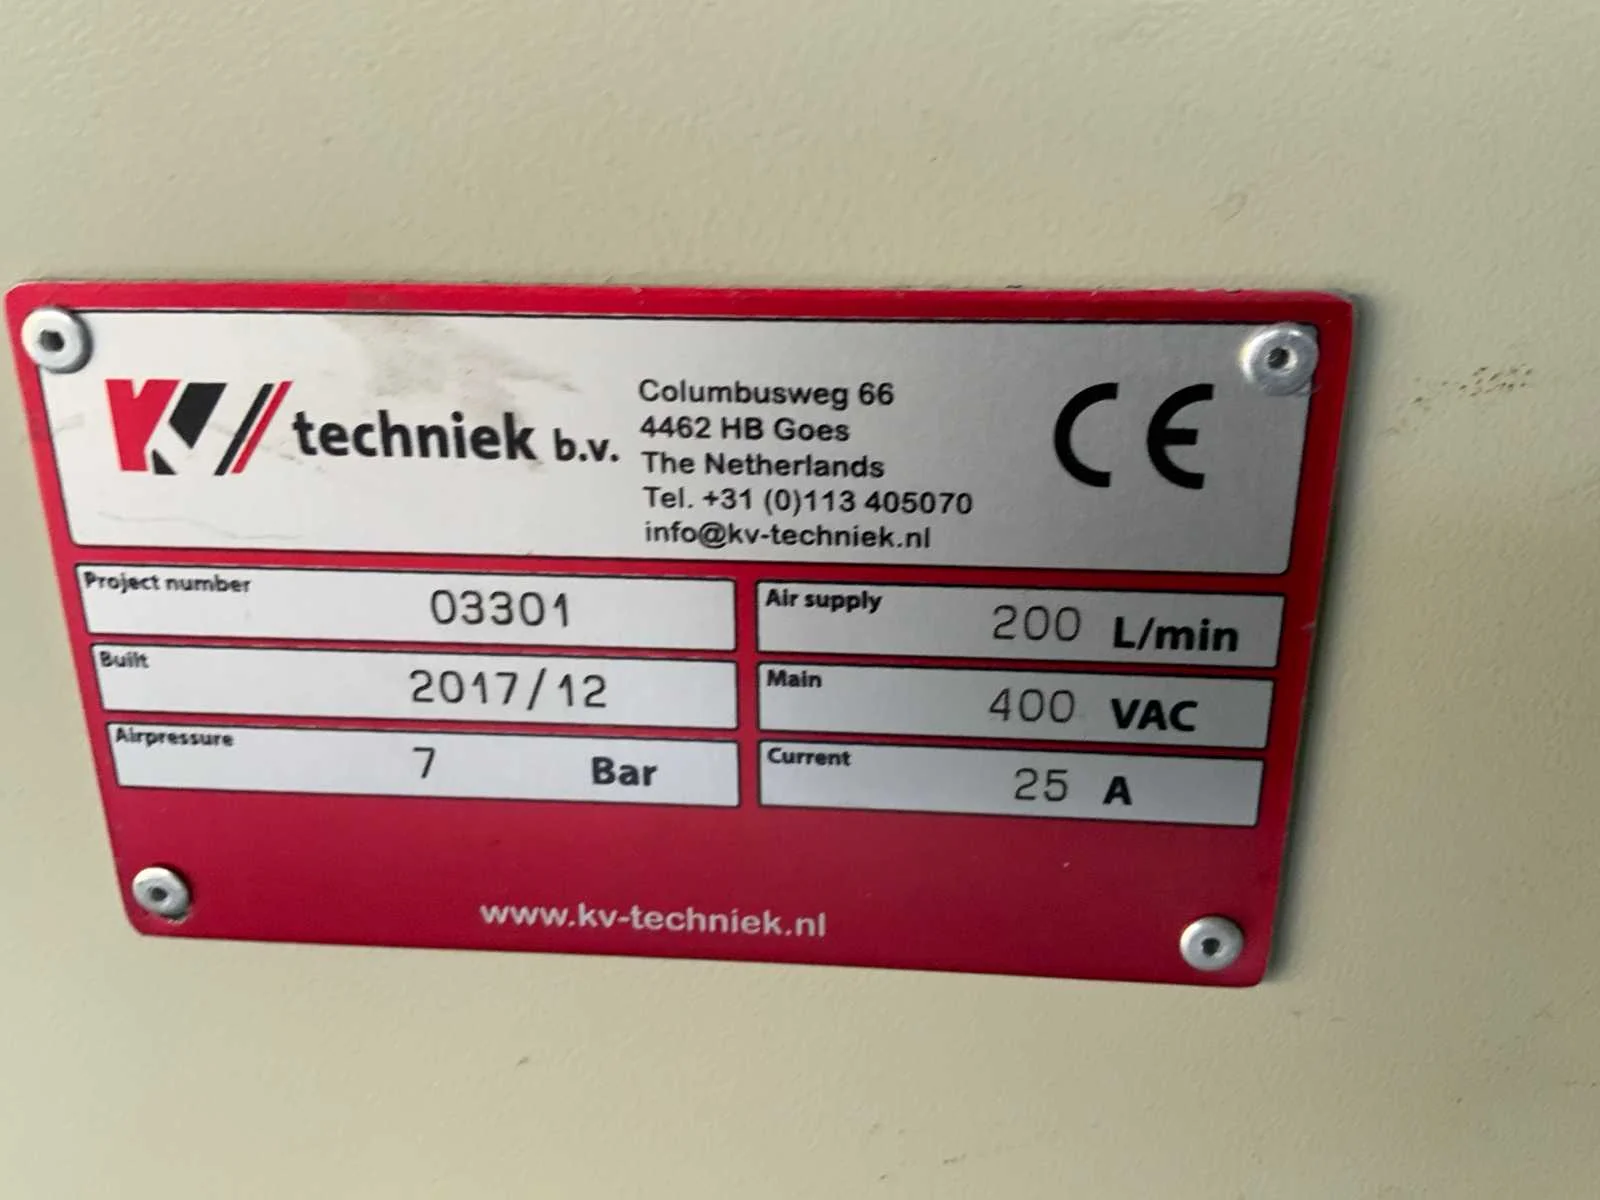 KV techniek b.v.
Columbusweg 66
4462 HB Goes
The Netherlands
Tel. +31 (0)113 405070
info@kv-techniek.nl
CE
Project number 03301
Built 2017/12
Airpressure 7 Bar
Air supply 200 L/min
Main 400 VAC
Current 25 A
www.kv-techniek.nl